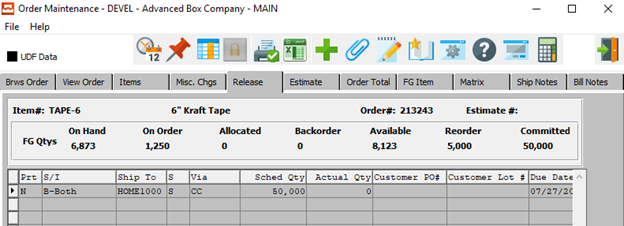 Order Maintenance - DEVEL - Advanced Box Company - MAIN
File Help
UDF Data
12
Brws Order View Order Items Misc. Chgs Release Estimate Order Total FG Item Matrix Ship Notes Bill Notes
Item#: TAPE-6 6" Kraft Tape Order#: 213243 Estimate #:
On Hand On Order Allocated Backorder Available Reorder Committed
FG Qtys 6,873 1,250 0 0 8,123 5,000 50,000
Prt S/I Ship To S Via Sched Qty Actual Qty Customer PO# Customer Lot # Due Date
N B-Both HOME1000 S CC 50,000 0 07/27/20